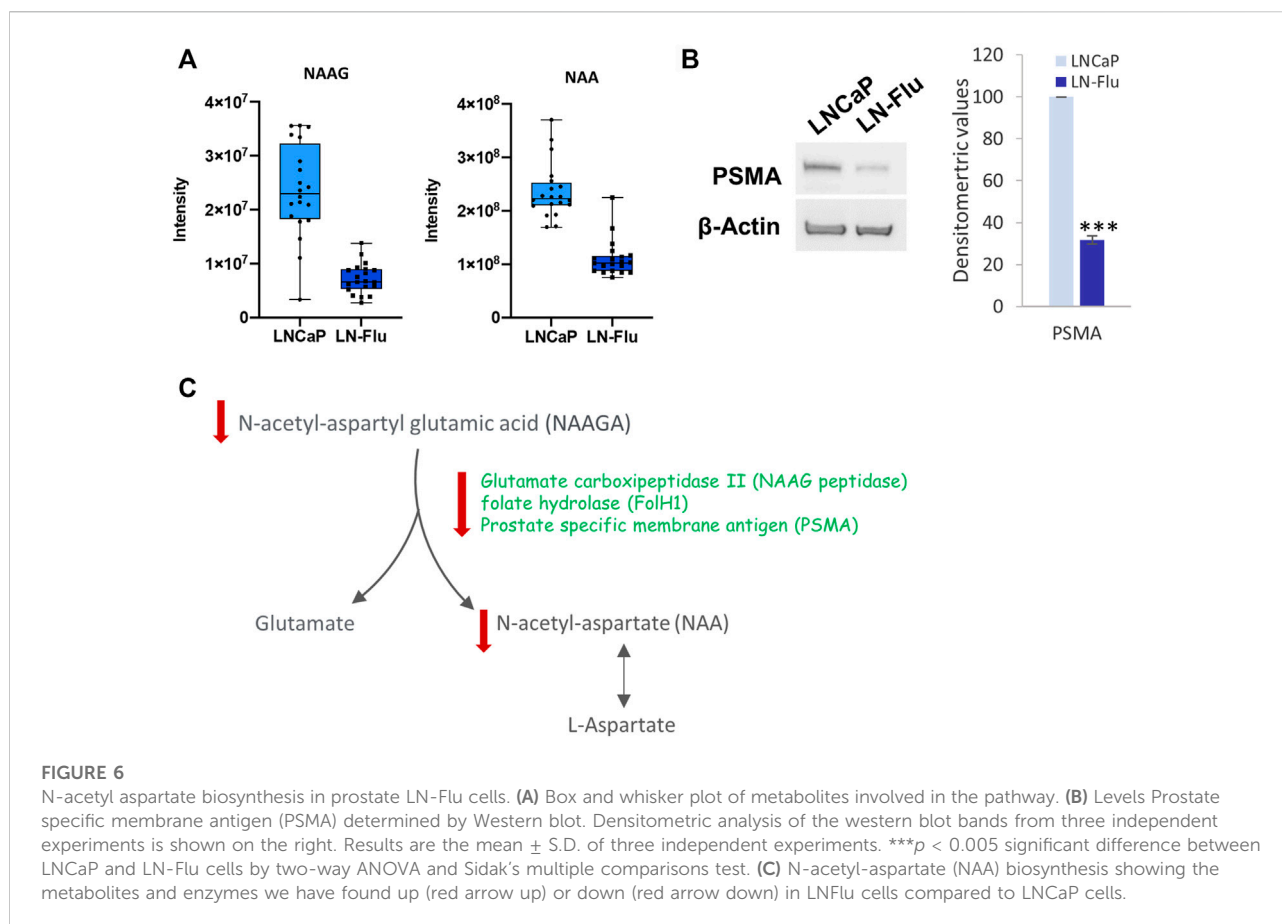 A
NAAG
4×10⁷
3×10⁷
2×10⁷
1×10⁷
0
Intensity
LNCaP LN-Flu
NAA
4×10⁸
3×10⁸
2×10⁸
1×10⁸
0
Intensity
LNCaP LN-Flu
B
LNCaP
LN-Flu
PSMA
β-Actin
LNCaP
LN-Flu
120
100
80
60
40
20
0
Densitomertric values
***
PSMA
C
N-acetyl-aspartyl glutamic acid (NAAGA)
Glutamate carboxipeptidase II (NAAG peptidase)
folate hydrolase (FolH1)
Prostate specific membrane antigen (PSMA)
Glutamate
N-acetyl-aspartate (NAA)
L-Aspartate
FIGURE 6
N-acetyl aspartate biosynthesis in prostate LN-Flu cells. (A) Box and whisker plot of metabolites involved in the pathway. (B) Levels Prostate
specific membrane antigen (PSMA) determined by Western blot. Densitometric analysis of the western blot bands from three independent
experiments is shown on the right. Results are the mean ± S.D. of three independent experiments. ***p < 0.005 significant difference between
LNCaP and LN-Flu cells by two-way ANOVA and Sidak's multiple comparisons test. (C) N-acetyl-aspartate (NAA) biosynthesis showing the
metabolites and enzymes we have found up (red arrow up) or down (red arrow down) in LNFlu cells compared to LNCaP cells.